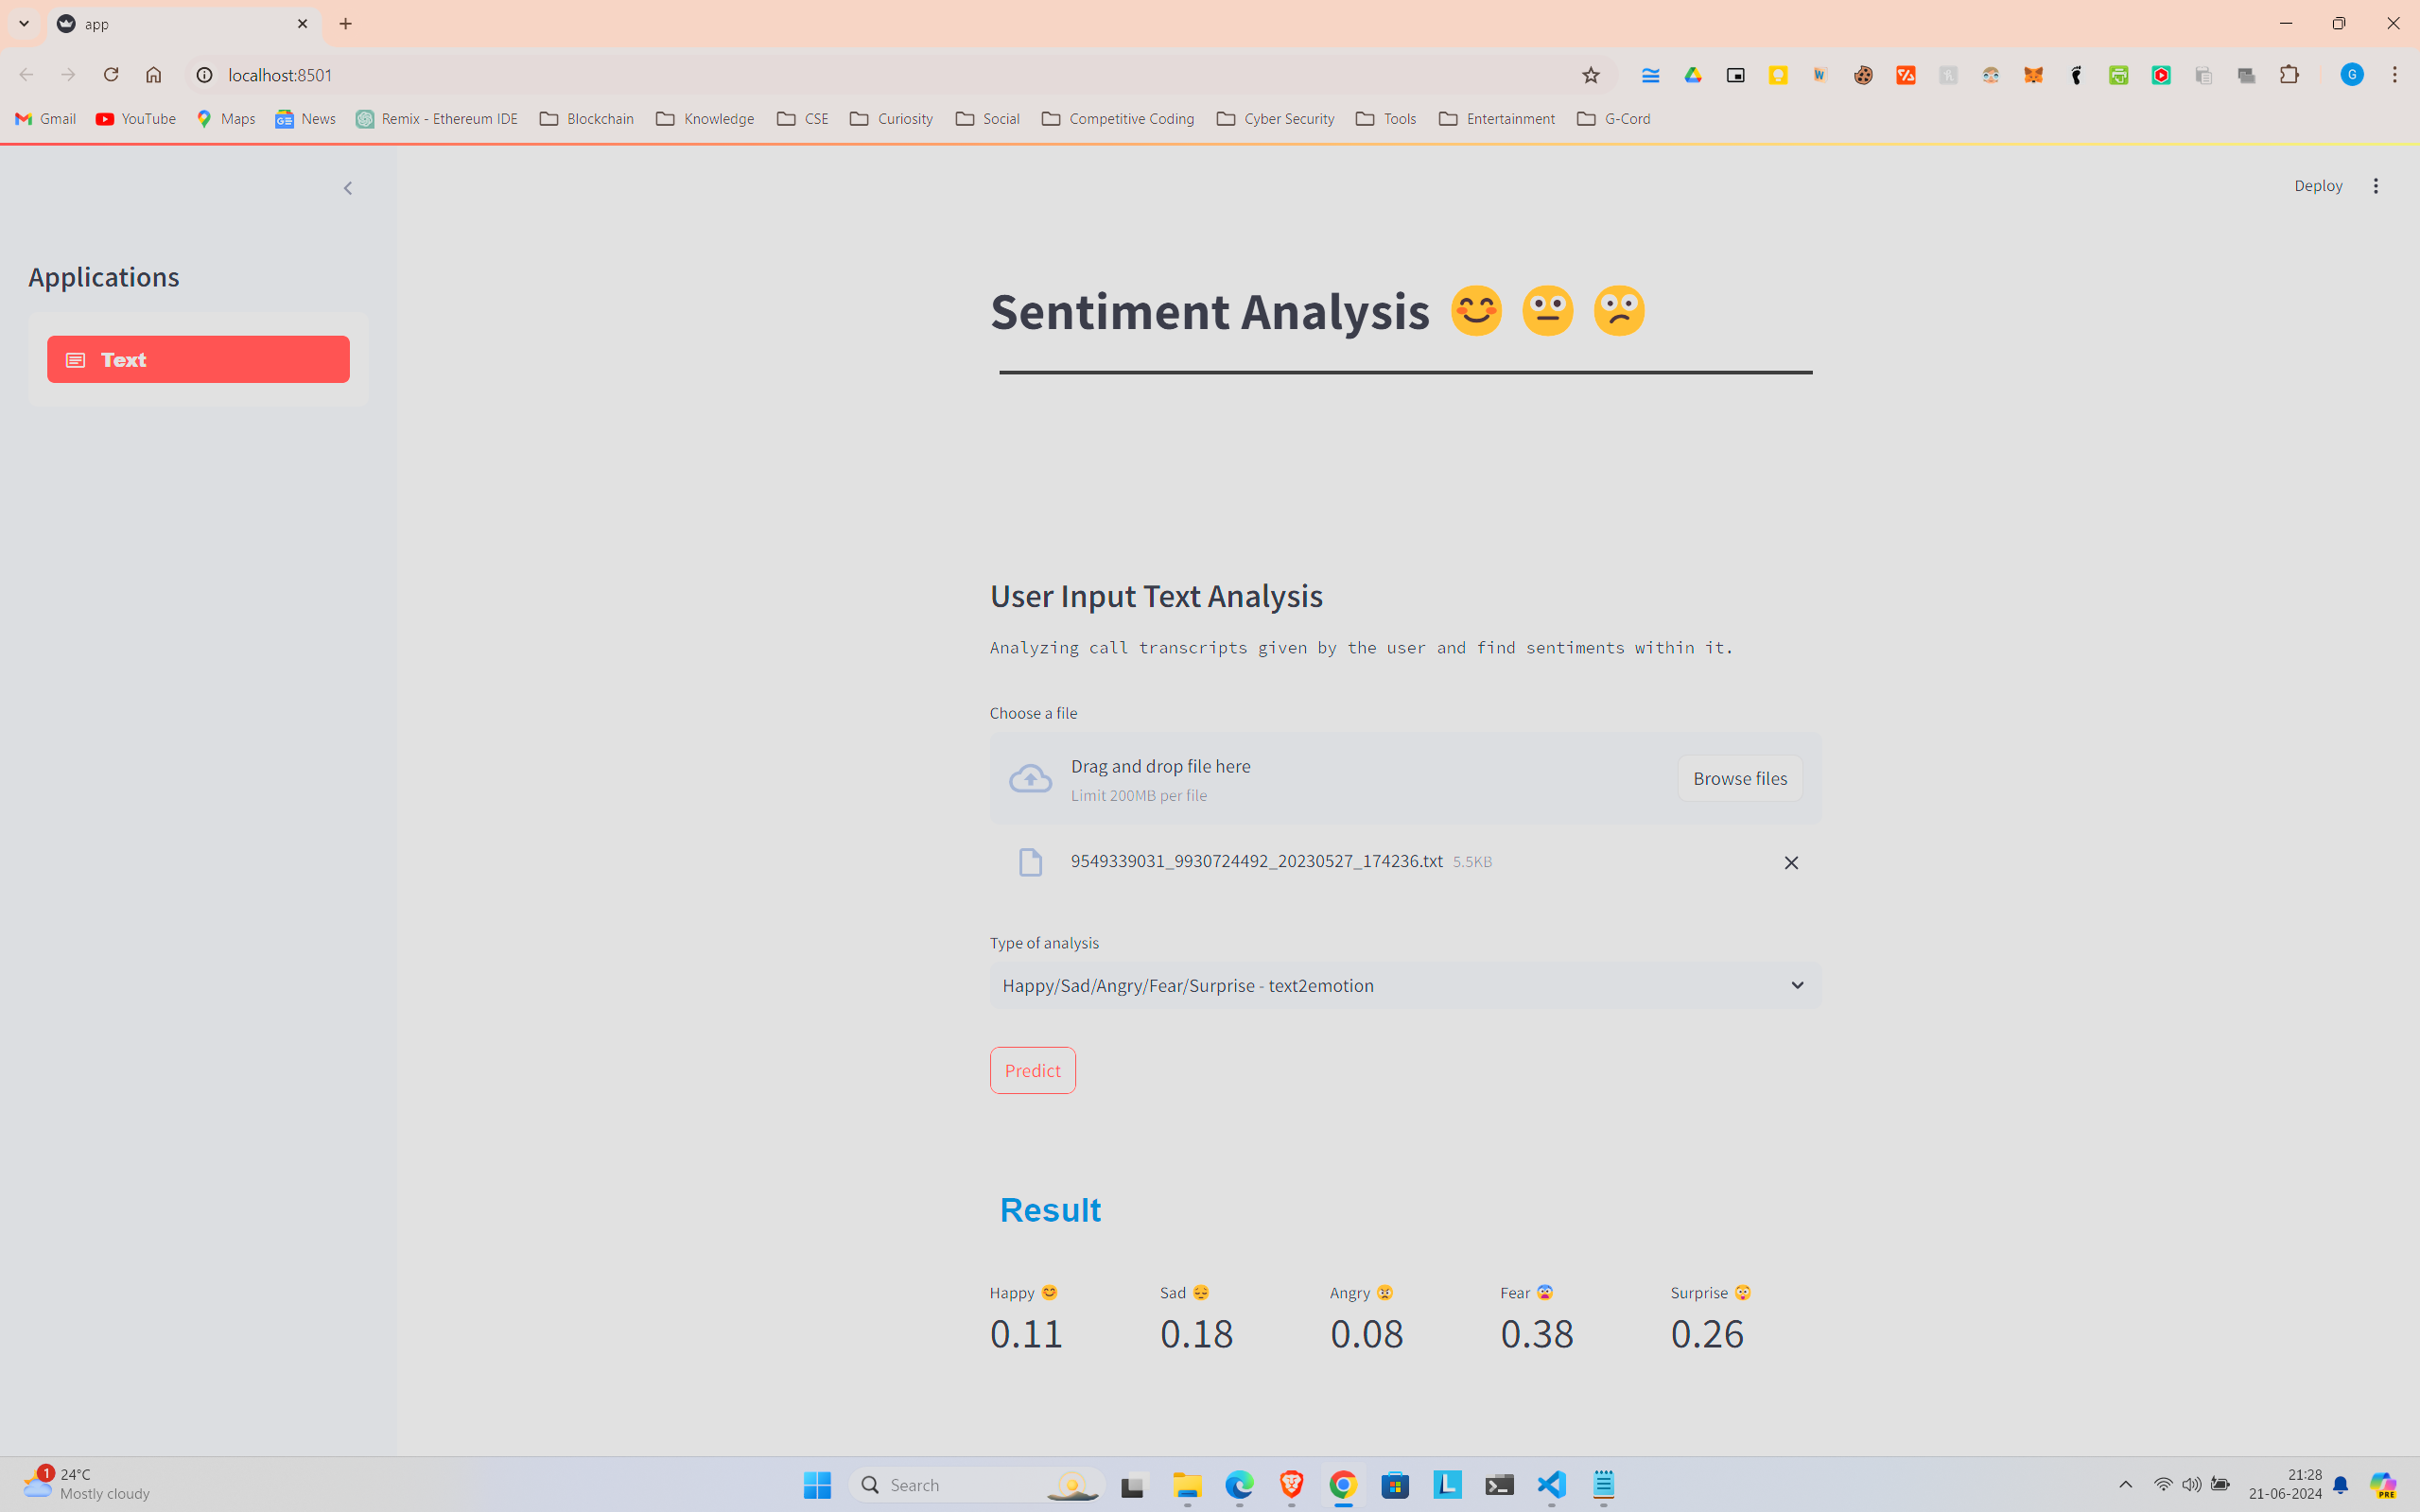 app
localhost:8501
Gmail YouTube Maps News Remix - Ethereum IDE Blockchain Knowledge CSE Curiosity Social Competitive Coding Cyber Security Tools Entertainment G-Cord
Deploy
Applications
Text
Sentiment Analysis 😊 😐 😕
User Input Text Analysis
Analyzing call transcripts given by the user and find sentiments within it.
Choose a file
Drag and drop file here
Limit 200MB per file
Browse files
9549339031_9930724492_20230527_174236.txt 5.5KB
Type of analysis
Happy/Sad/Angry/Fear/Surprise - text2emotion
Predict
Result
Happy 😊 Sad 😔 Angry 😠 Fear 😨 Surprise 😲
0.11 0.18 0.08 0.38 0.26
1
24°C
Mostly cloudy
Search
21:28
21-06-2024
PRE